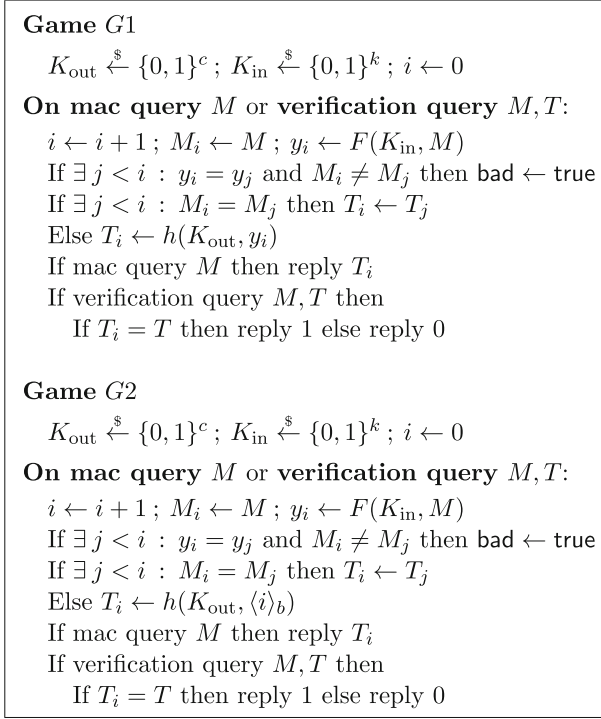 Game G1
K_out ←$ {0, 1}^c ; K_in ←$ {0, 1}^k ; i ← 0
On mac query M or verification query M, T:
i ← i + 1 ; M_i ← M ; y_i ← F(K_in, M)
If ∃ j < i : y_i = y_j and M_i ≠ M_j then bad ← true
If ∃ j < i : M_i = M_j then T_i ← T_j
Else T_i ← h(K_out, y_i)
If mac query M then reply T_i
If verification query M, T then
If T_i = T then reply 1 else reply 0
Game G2
K_out ←$ {0, 1}^c ; K_in ←$ {0, 1}^k ; i ← 0
On mac query M or verification query M, T:
i ← i + 1 ; M_i ← M ; y_i ← F(K_in, M)
If ∃ j < i : y_i = y_j and M_i ≠ M_j then bad ← true
If ∃ j < i : M_i = M_j then T_i ← T_j
Else T_i ← h(K_out, ⟨i⟩_b)
If mac query M then reply T_i
If verification query M, T then
If T_i = T then reply 1 else reply 0